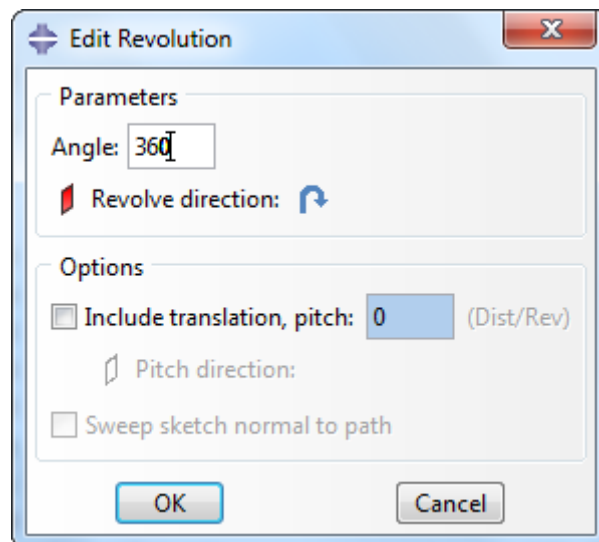 Edit Revolution
Parameters
Angle: 360
Revolve direction:
Options
Include translation, pitch: 0 (Dist/Rev)
Pitch direction:
Sweep sketch normal to path
OK Cancel